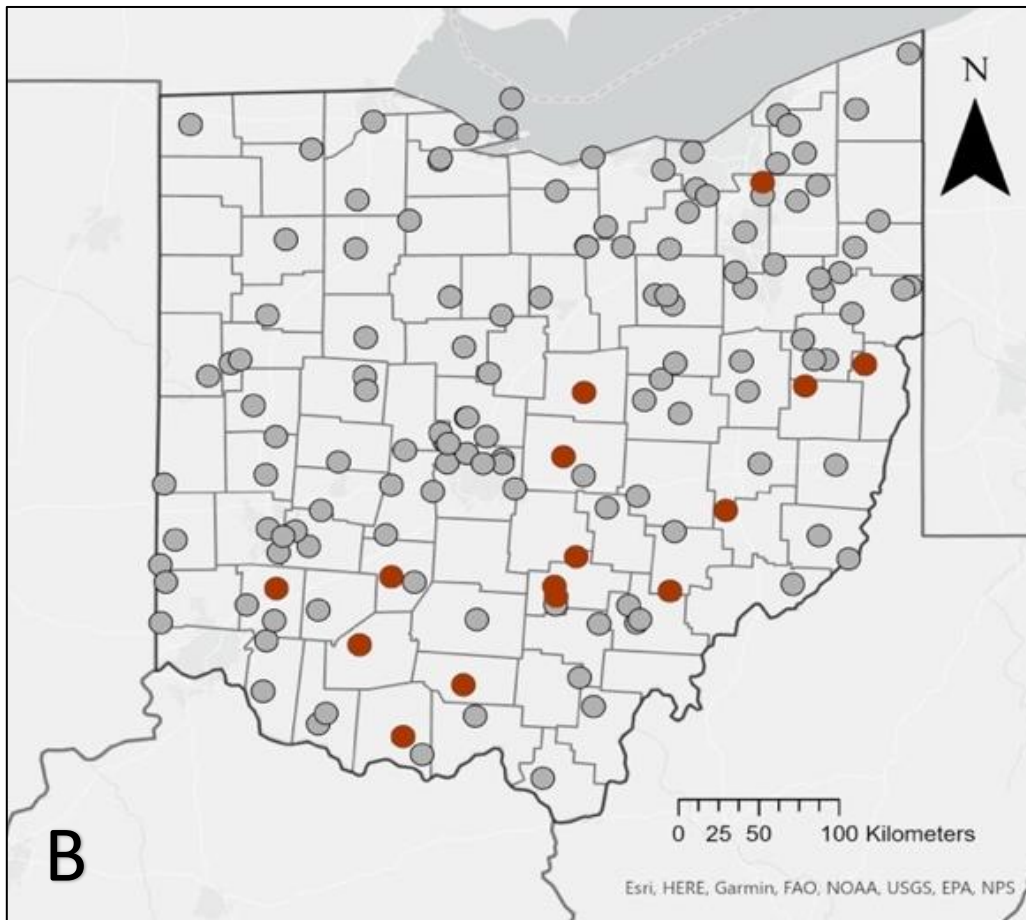 N
0 25 50 100 Kilometers
B
Esri, HERE, Garmin, FAO, NOAA, USGS, EPA, NPS